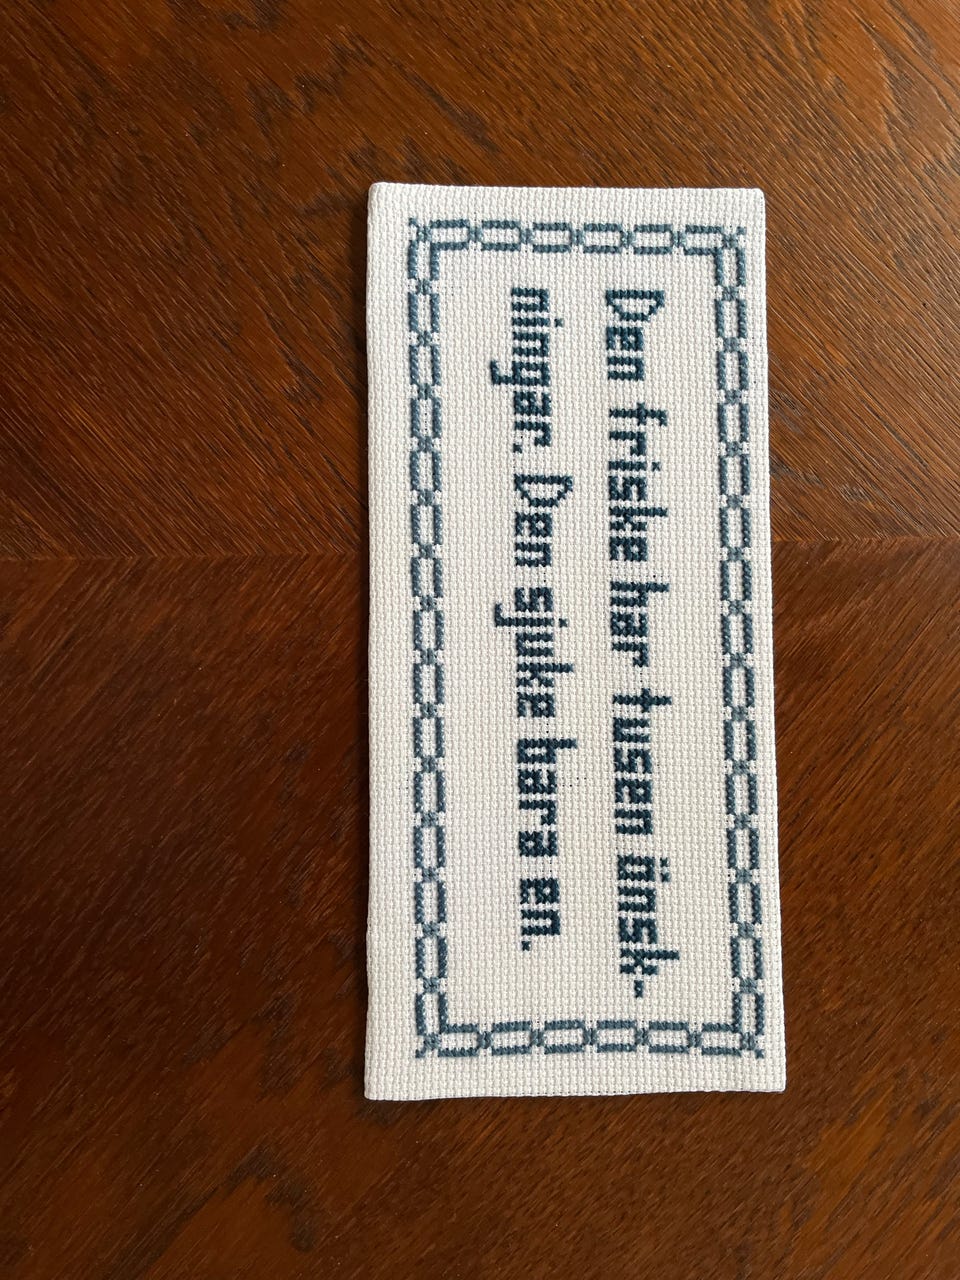 Den friske har tusen önsk-
ningar. Den sjuke bara en.